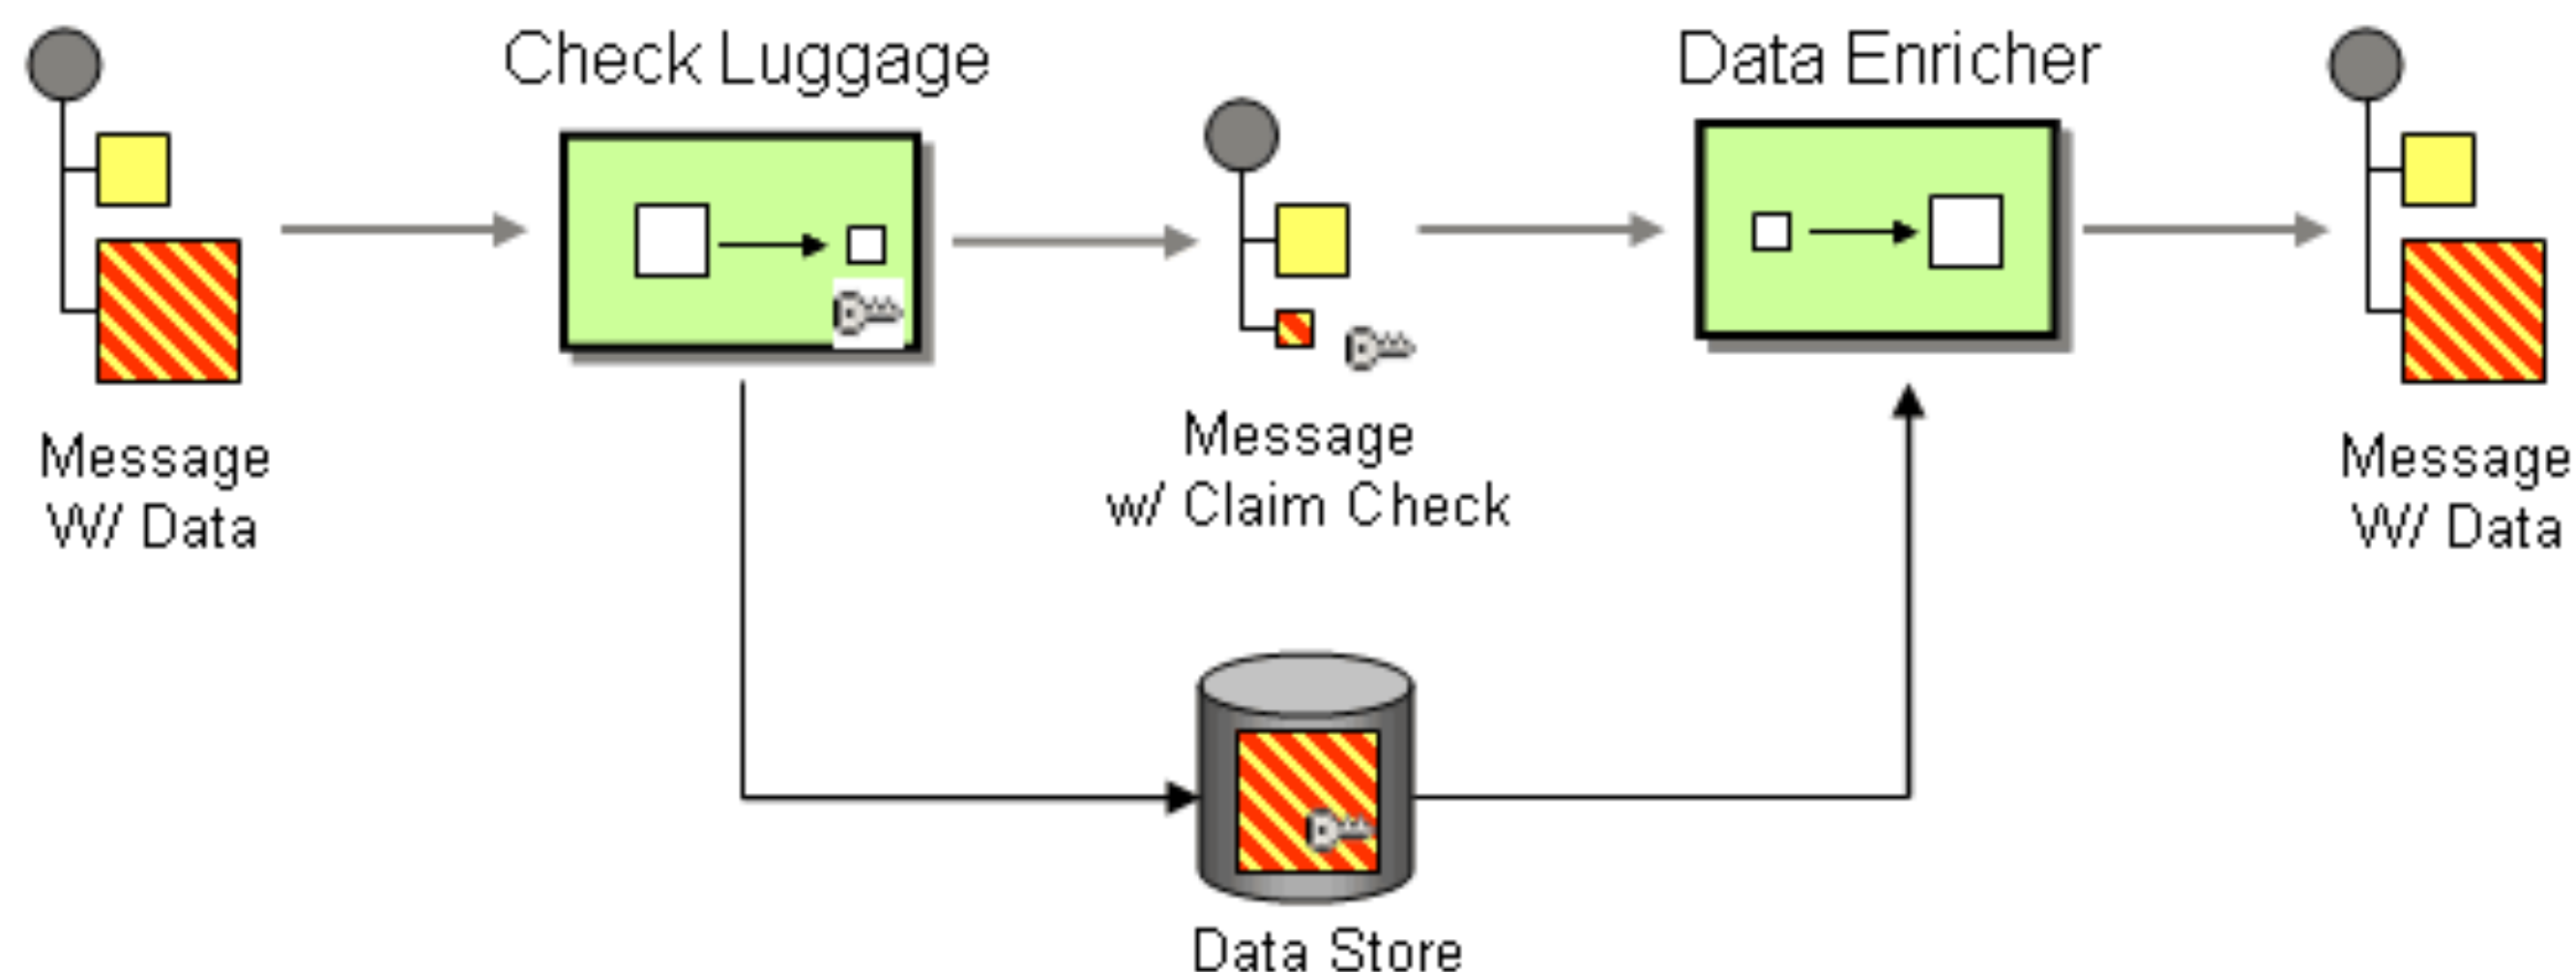 Check Luggage
Data Enricher
Message
W/ Data
Message
w/ Claim Check
Message
W/ Data
Data Store